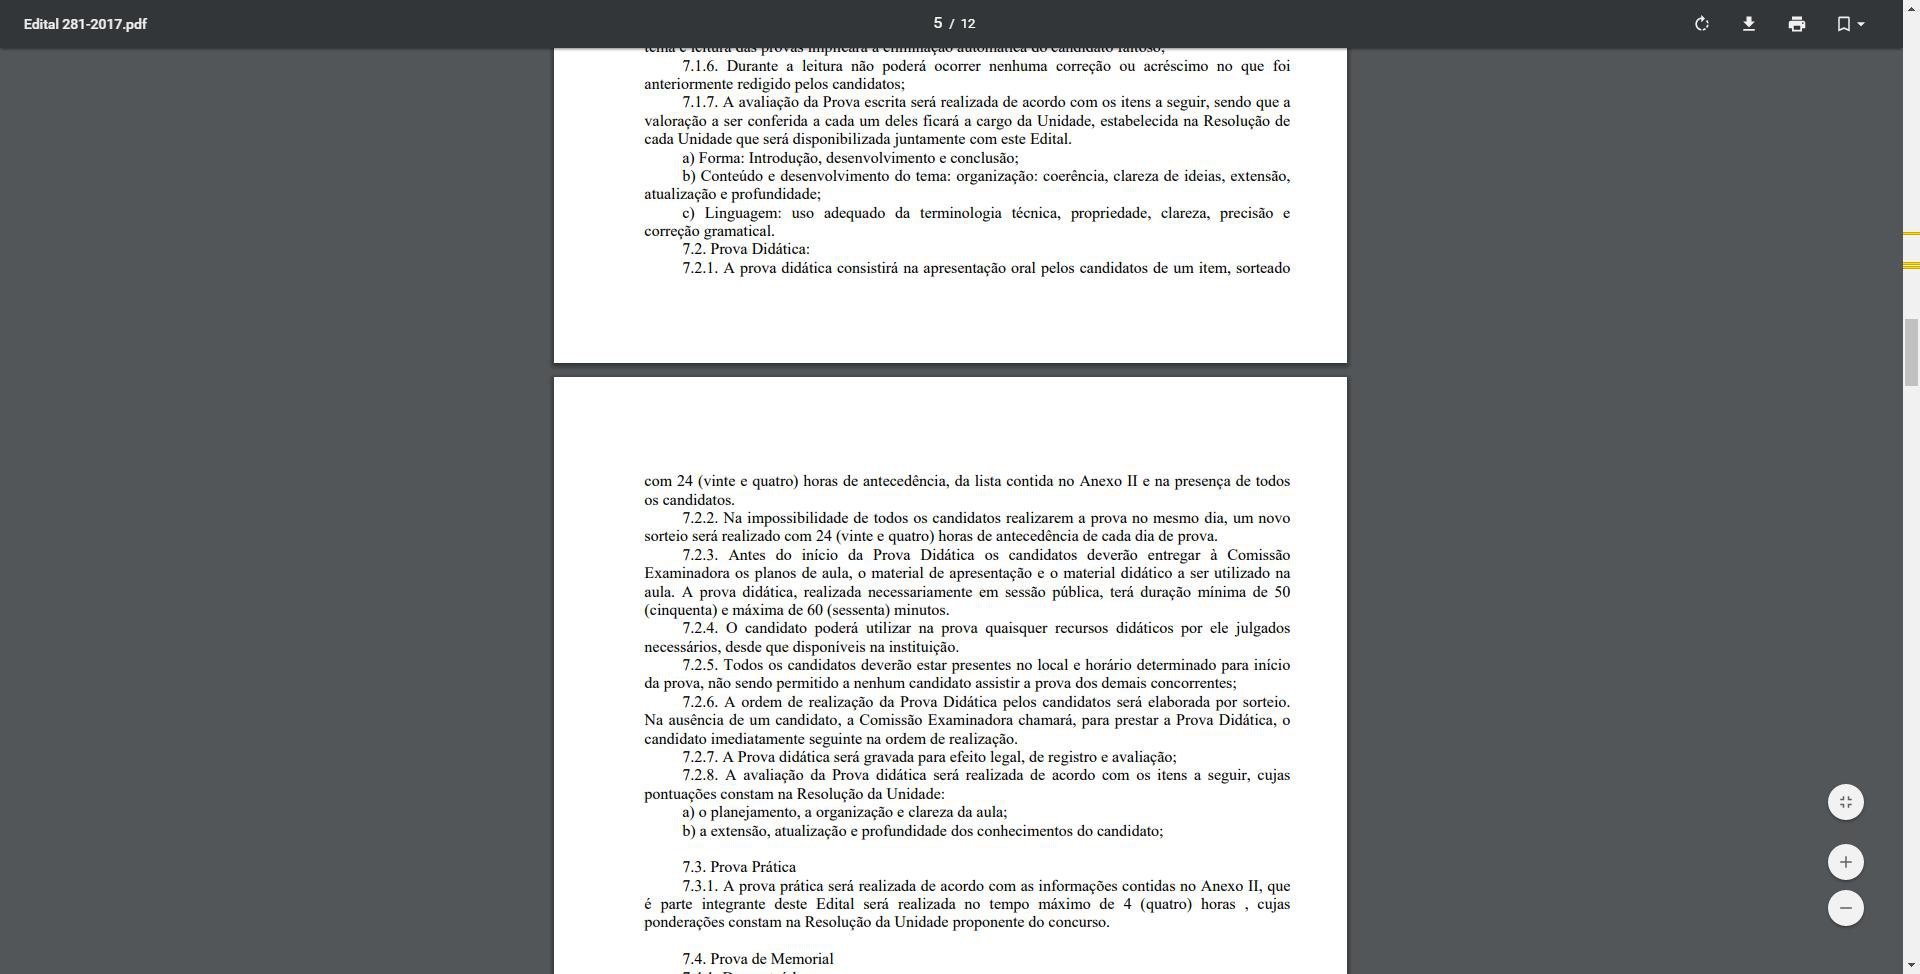 Edital 281-2017.pdf
5 / 12
tema e leitura das provas implicará a eliminação automática do candidato faltoso;
7.1.6. Durante a leitura não poderá ocorrer nenhuma correção ou acréscimo no que foi
anteriormente redigido pelos candidatos;
7.1.7. A avaliação da Prova escrita será realizada de acordo com os itens a seguir, sendo que a
valoração a ser conferida a cada um deles ficará a cargo da Unidade, estabelecida na Resolução de
cada Unidade que será disponibilizada juntamente com este Edital.
a) Forma: Introdução, desenvolvimento e conclusão;
b) Conteúdo e desenvolvimento do tema: organização: coerência, clareza de ideias, extensão,
atualização e profundidade;
c) Linguagem: uso adequado da terminologia técnica, propriedade, clareza, precisão e
correção gramatical.
7.2. Prova Didática:
7.2.1. A prova didática consistirá na apresentação oral pelos candidatos de um item, sorteado
com 24 (vinte e quatro) horas de antecedência, da lista contida no Anexo II e na presença de todos
os candidatos.
7.2.2. Na impossibilidade de todos os candidatos realizarem a prova no mesmo dia, um novo
sorteio será realizado com 24 (vinte e quatro) horas de antecedência de cada dia de prova.
7.2.3. Antes do início da Prova Didática os candidatos deverão entregar à Comissão
Examinadora os planos de aula, o material de apresentação e o material didático a ser utilizado na
aula. A prova didática, realizada necessariamente em sessão pública, terá duração mínima de 50
(cinquenta) e máxima de 60 (sessenta) minutos.
7.2.4. O candidato poderá utilizar na prova quaisquer recursos didáticos por ele julgados
necessários, desde que disponíveis na instituição.
7.2.5. Todos os candidatos deverão estar presentes no local e horário determinado para início
da prova, não sendo permitido a nenhum candidato assistir a prova dos demais concorrentes;
7.2.6. A ordem de realização da Prova Didática pelos candidatos será elaborada por sorteio.
Na ausência de um candidato, a Comissão Examinadora chamará, para prestar a Prova Didática, o
candidato imediatamente seguinte na ordem de realização.
7.2.7. A Prova didática será gravada para efeito legal, de registro e avaliação;
7.2.8. A avaliação da Prova didática será realizada de acordo com os itens a seguir, cujas
pontuações constam na Resolução da Unidade:
a) o planejamento, a organização e clareza da aula;
b) a extensão, atualização e profundidade dos conhecimentos do candidato;
7.3. Prova Prática
7.3.1. A prova prática será realizada de acordo com as informações contidas no Anexo II, que
é parte integrante deste Edital será realizada no tempo máximo de 4 (quatro) horas , cujas
ponderações constam na Resolução da Unidade proponente do concurso.
7.4. Prova de Memorial